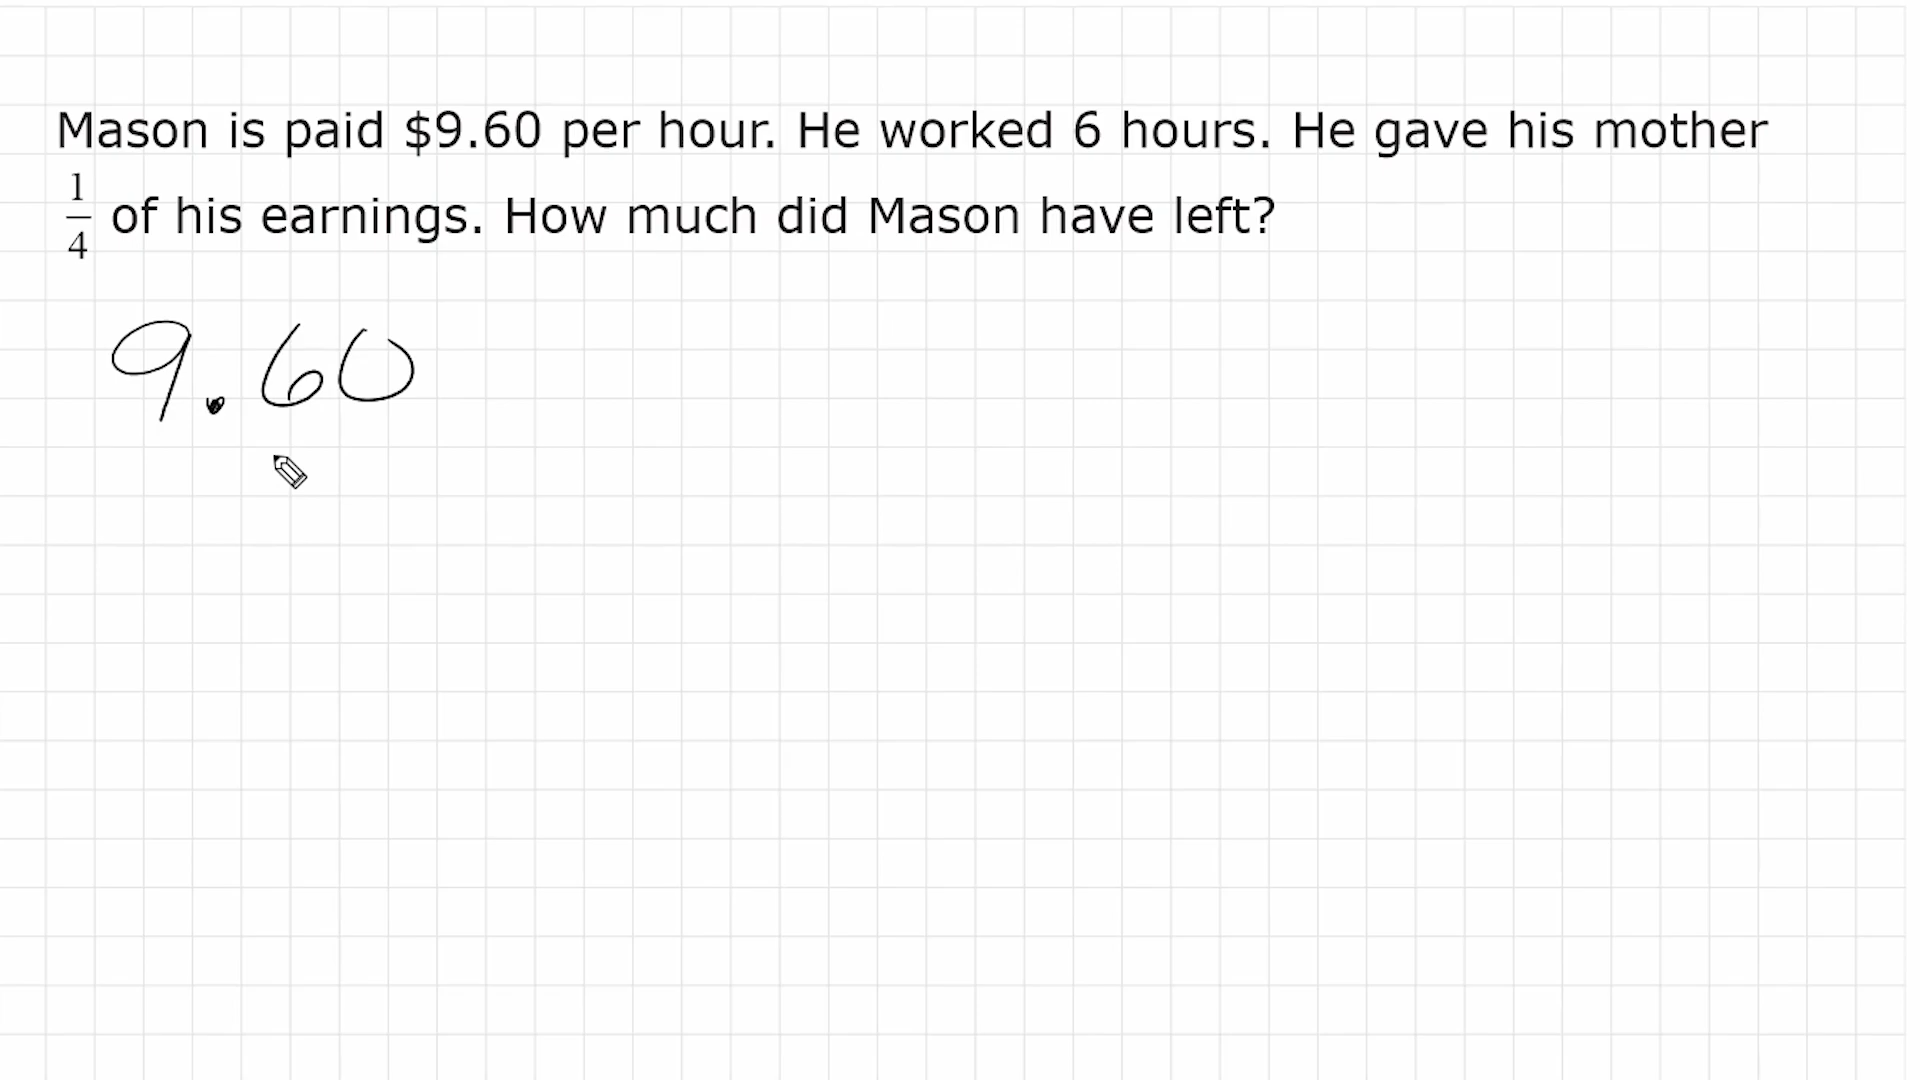 Mason is paid $9.60 per hour. He worked 6 hours. He gave his mother
1/4 of his earnings. How much did Mason have left?
9.60